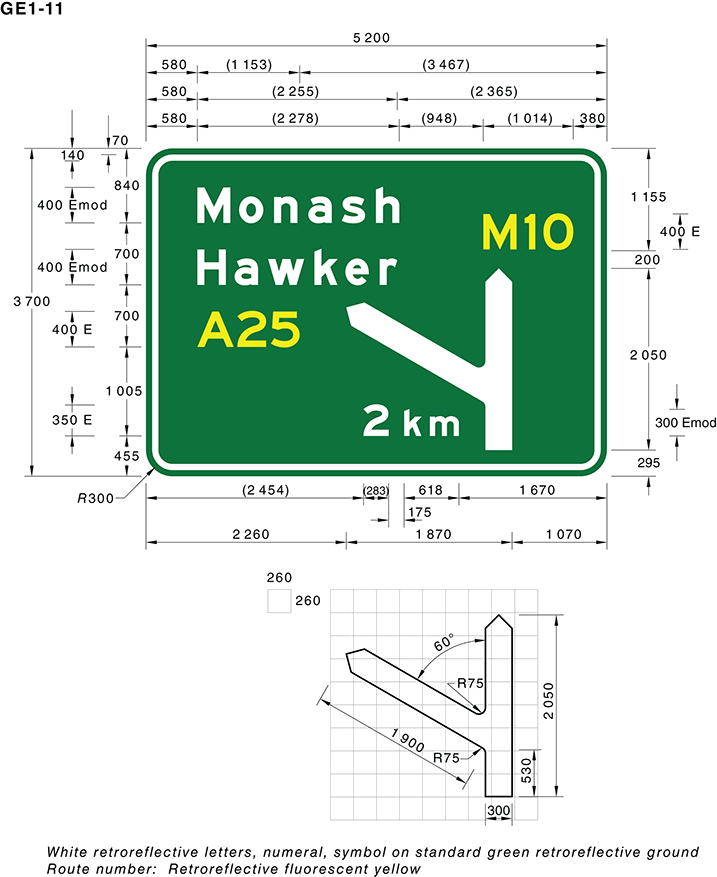 GE1-11
5 200
580 (1 153) (3 467)
580 (2 255) (2 365)
580 (2 278) (948) (1 014) 380
70
140
840
400 Emod
700
400 Emod
3 700
700
400 E
1 005
350 E
455
R300
Monash
Hawker
A25
M10
2 km
1 155
400 E
200
2 050
300 Emod
295
(2 454) (283) 618 1 670
175
2 260 1 870 1 070
260
260
60°
R75
1 900
R75
2 050
530
300
White retroreflective letters, numeral, symbol on standard green retroreflective ground
Route number: Retroreflective fluorescent yellow